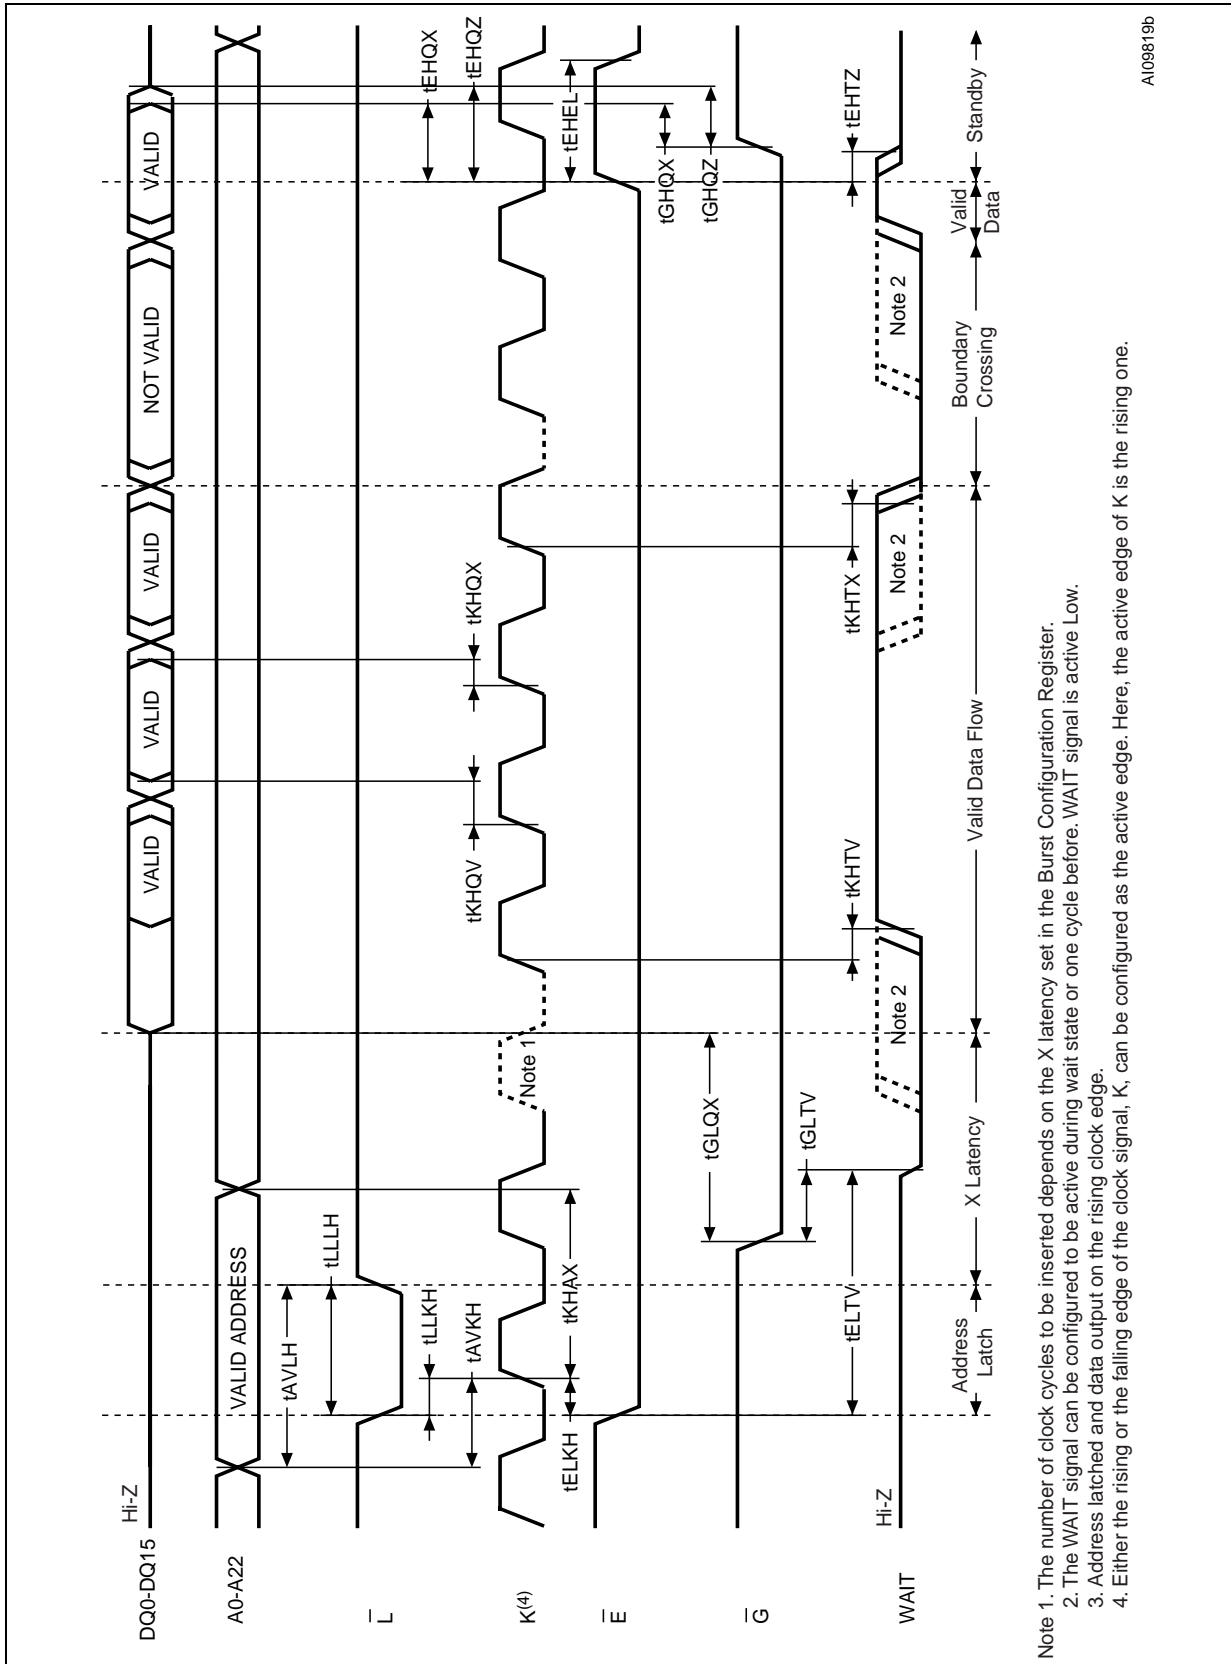 Hi-Z
DQ0-DQ15
VALID
VALID
VALID
NOT VALID
VALID
A0-A22
VALID ADDRESS
tAVLH
L
tLLLH
tLLKH
tAVKH
tKHQV
tKHQX
tEHQX
tEHQZ
K(4)
Note 1
tELKH
tKHAX
tEHEL
E
tGHQX
tGHQZ
G
tGLQX
tGLTV
tELTV
tKHTV
tKHTX
tEHTZ
Hi-Z
WAIT
Note 2
Note 2
Note 2
Address
Latch
X Latency
Valid Data Flow
Boundary
Crossing
Valid
Data
Standby
Note 1. The number of clock cycles to be inserted depends on the X latency set in the Burst Configuration Register.
2. The WAIT signal can be configured to be active during wait state or one cycle before. WAIT signal is active Low.
3. Address latched and data output on the rising clock edge.
4. Either the rising or the falling edge of the clock signal, K, can be configured as the active edge. Here, the active edge of K is the rising one.
AI09819b